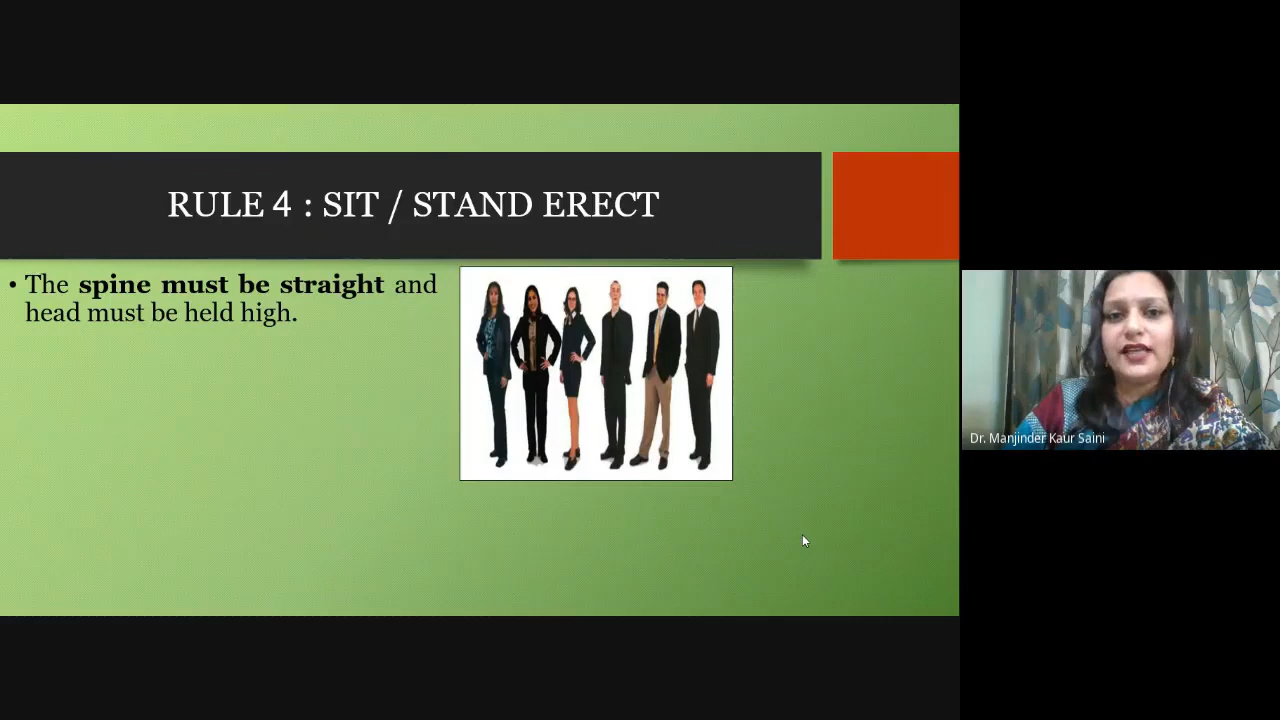 RULE 4 : SIT / STAND ERECT
• The spine must be straight and
head must be held high.
Dr. Manjinder Kaur Saini